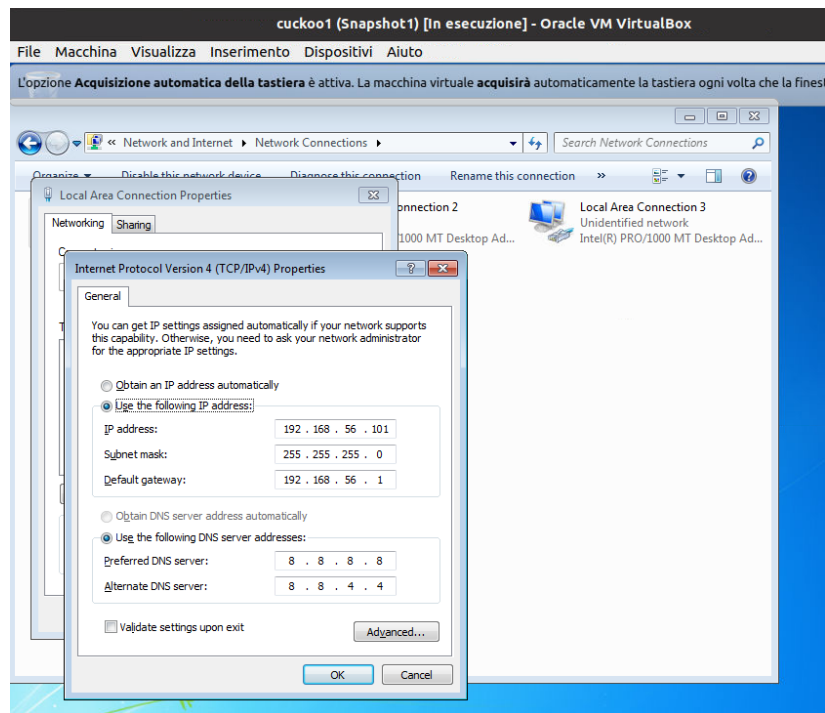 cuckoo1 (Snapshot1) [In esecuzione] - Oracle VM VirtualBox
File Macchina Visualizza Inserimento Dispositivi Aiuto
L'opzione Acquisizione automatica della tastiera è attiva. La macchina virtuale acquisirà automaticamente la tastiera ogni volta che la finest
« Network and Internet Network Connections
Search Network Connections
Organize Disable this network device Diagnose this connection Rename this connection »
Local Area Connection Properties
onnection 2
1000 MT Desktop Ad...
Local Area Connection 3
Unidentified network
Intel(R) PRO/1000 MT Desktop Ad...
Networking Sharing
Internet Protocol Version 4 (TCP/IPv4) Properties
General
You can get IP settings assigned automatically if your network supports
this capability. Otherwise, you need to ask your network administrator
for the appropriate IP settings.
Obtain an IP address automatically
Use the following IP address:
IP address: 192 . 168 . 56 . 101
Subnet mask: 255 . 255 . 255 . 0
Default gateway: 192 . 168 . 56 . 1
Obtain DNS server address automatically
Use the following DNS server addresses:
Preferred DNS server: 8 . 8 . 8 . 8
Alternate DNS server: 8 . 8 . 4 . 4
Validate settings upon exit
Advanced...
OK Cancel